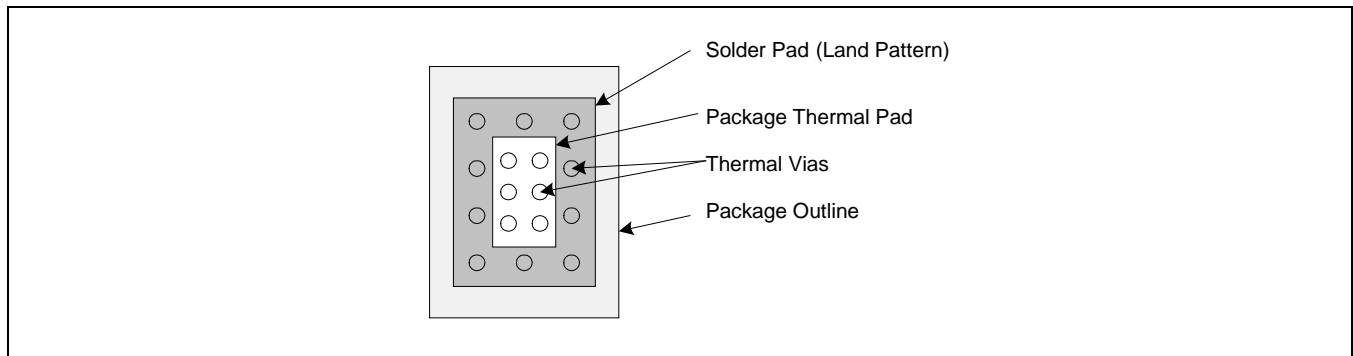 Solder Pad (Land Pattern)
Package Thermal Pad
Thermal Vias
Package Outline